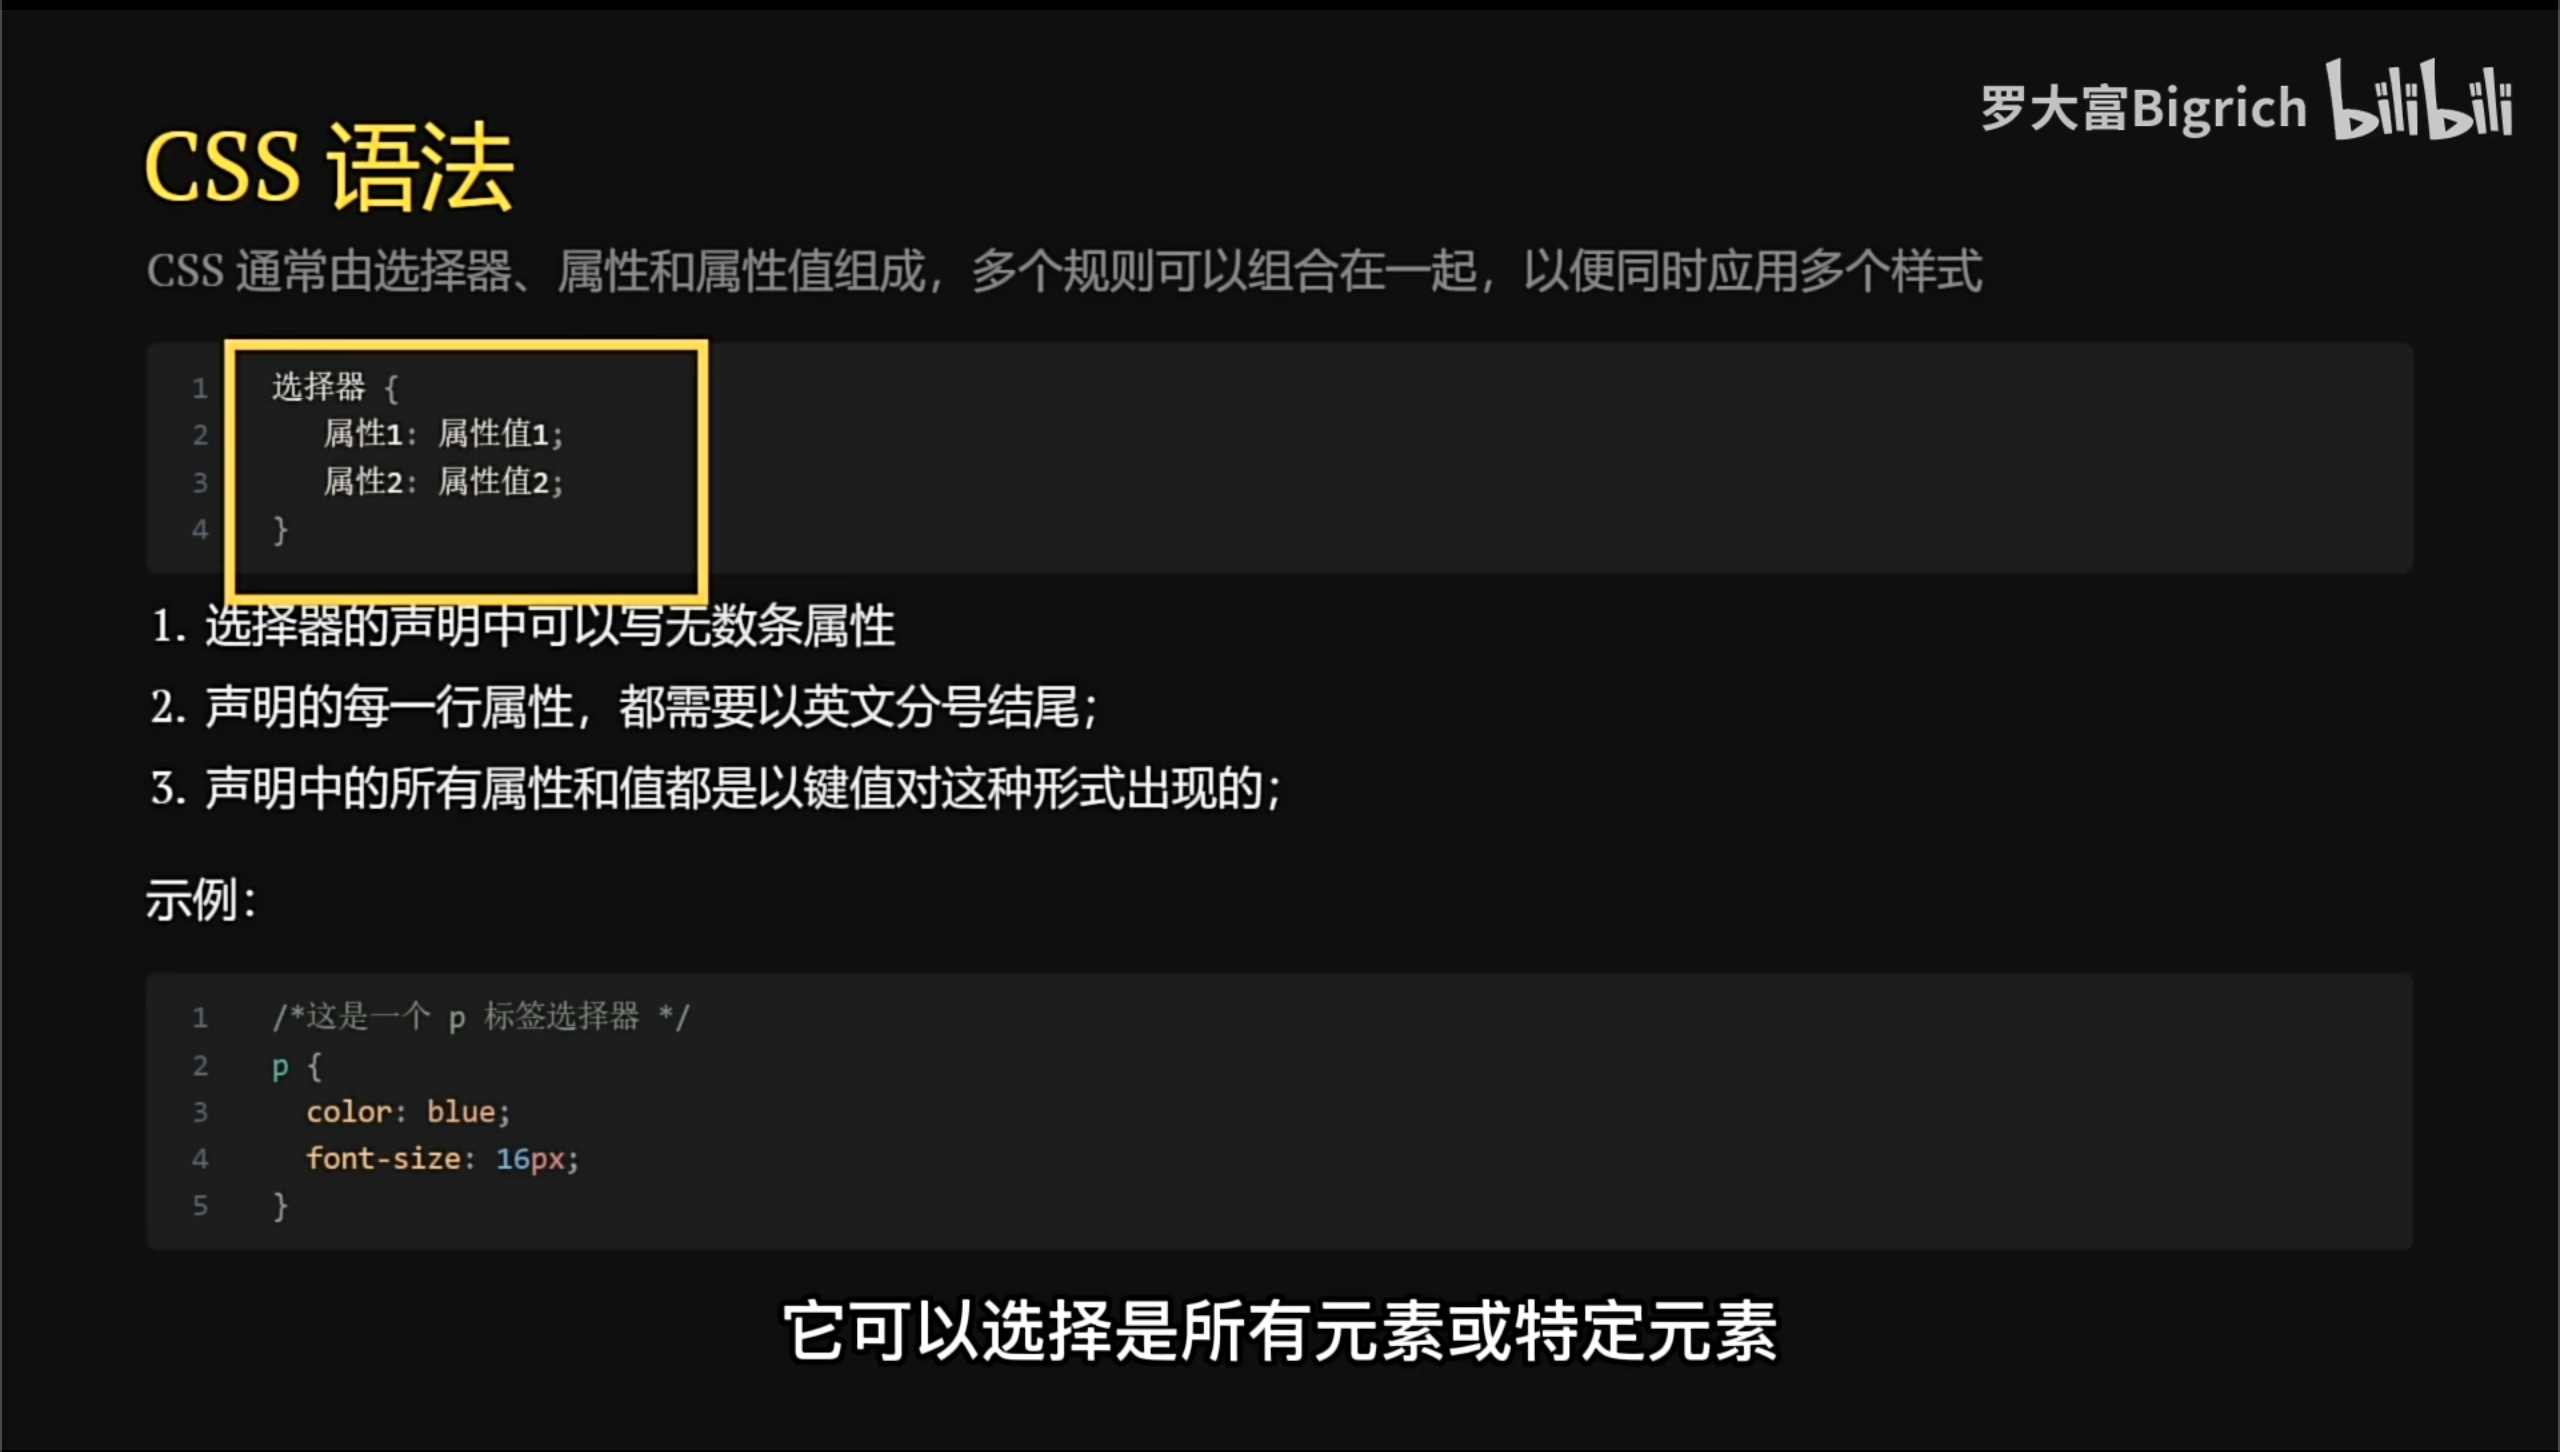 罗大富Bigrich bilibili
CSS 语法
CSS 通常由选择器、属性和属性值组成，多个规则可以组合在一起，以便同时应用多个样式
1 选择器 {
2 属性1: 属性值1;
3 属性2: 属性值2;
4 }
1. 选择器的声明中可以写无数条属性
2. 声明的每一行属性，都需要以英文分号结尾；
3. 声明中的所有属性和值都是以键值对这种形式出现的；
示例：
1 /*这是一个 p 标签选择器 */
2 p {
3 color: blue;
4 font-size: 16px;
5 }
它可以选择是所有元素或特定元素